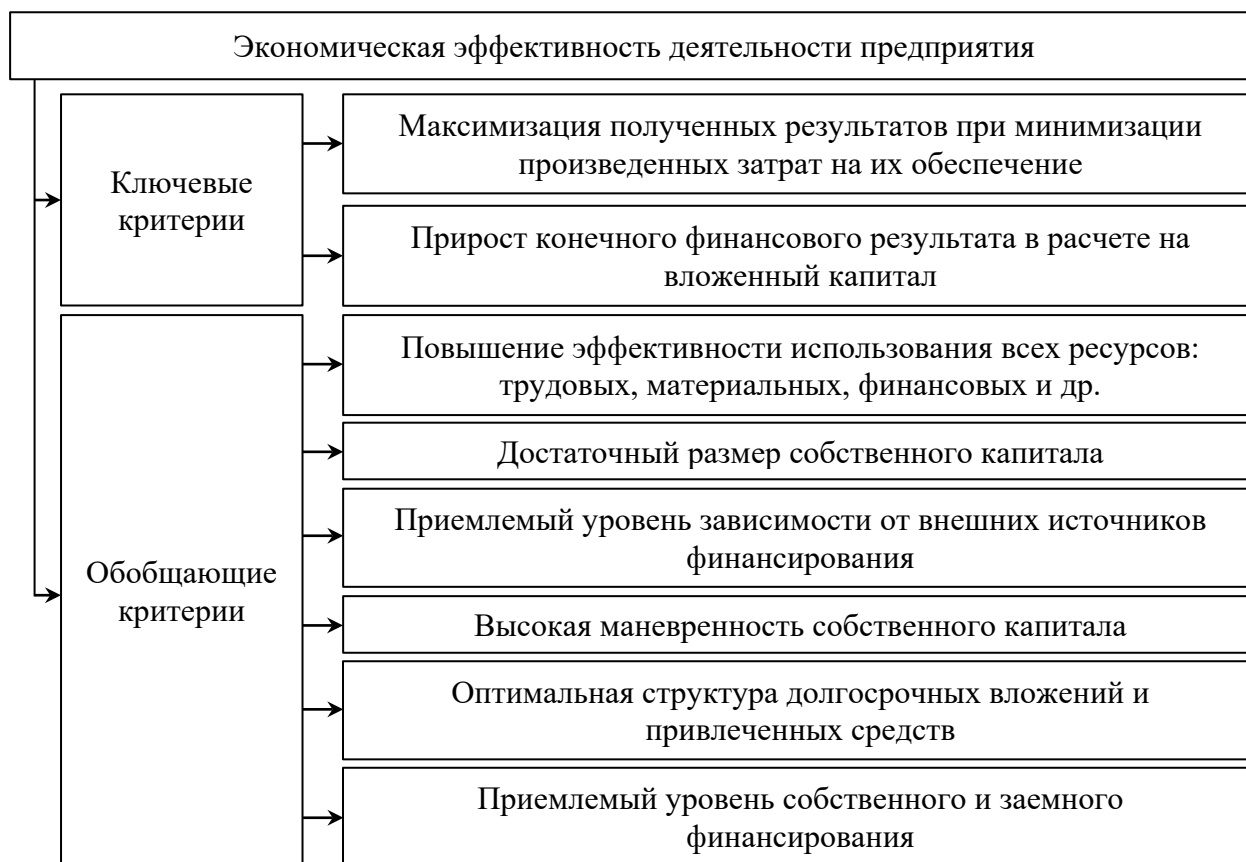 Экономическая эффективность деятельности предприятия
Ключевые
критерии
Максимизация полученных результатов при минимизации
произведенных затрат на их обеспечение
Прирост конечного финансового результата в расчете на
вложенный капитал
Обобщающие
критерии
Повышение эффективности использования всех ресурсов:
трудовых, материальных, финансовых и др.
Достаточный размер собственного капитала
Приемлемый уровень зависимости от внешних источников
финансирования
Высокая маневренность собственного капитала
Оптимальная структура долгосрочных вложений и
привлеченных средств
Приемлемый уровень собственного и заемного
финансирования